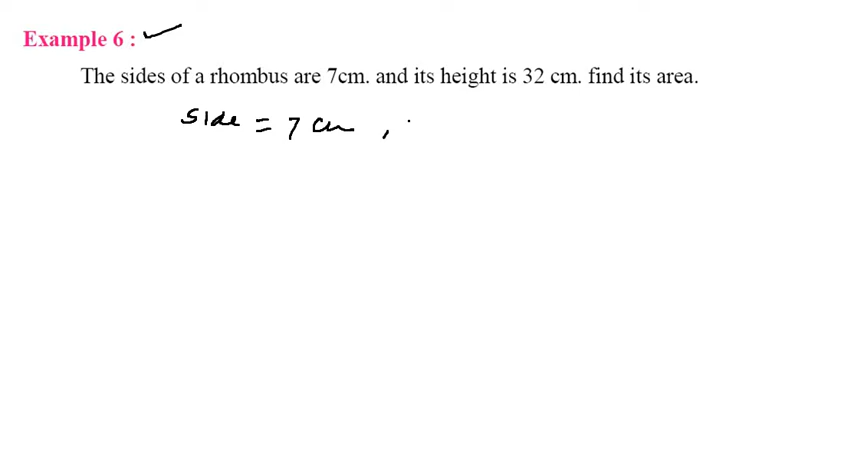 Example 6 :
The sides of a rhombus are 7cm. and its height is 32 cm. find its area.
side = 7 cm ,